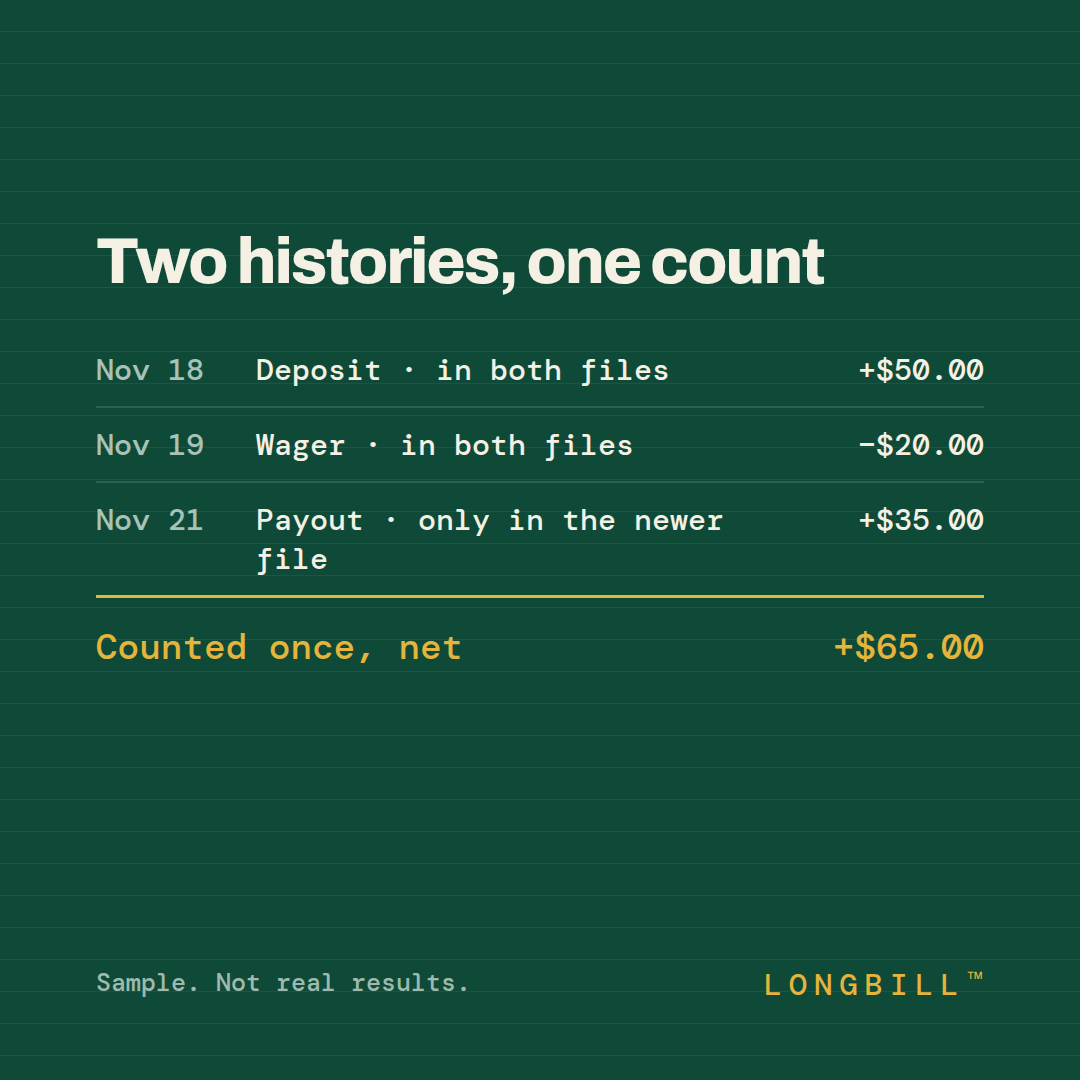 Two histories, one count
Nov 18 Deposit · in both files +$50.00
Nov 19 Wager · in both files −$20.00
Nov 21 Payout · only in the newer +$35.00
file
Counted once, net +$65.00
Sample. Not real results. LONGBILL™